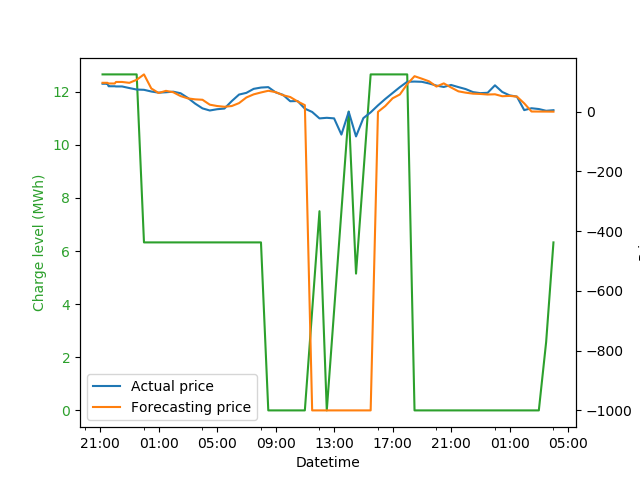 12
10
8
6
4
2
0
Charge level (MWh)
0
−200
−400
−600
−800
−1000
Actual price
Forecasting price
21:00 01:00 05:00 09:00 13:00 17:00 21:00 01:00 05:00
Datetime